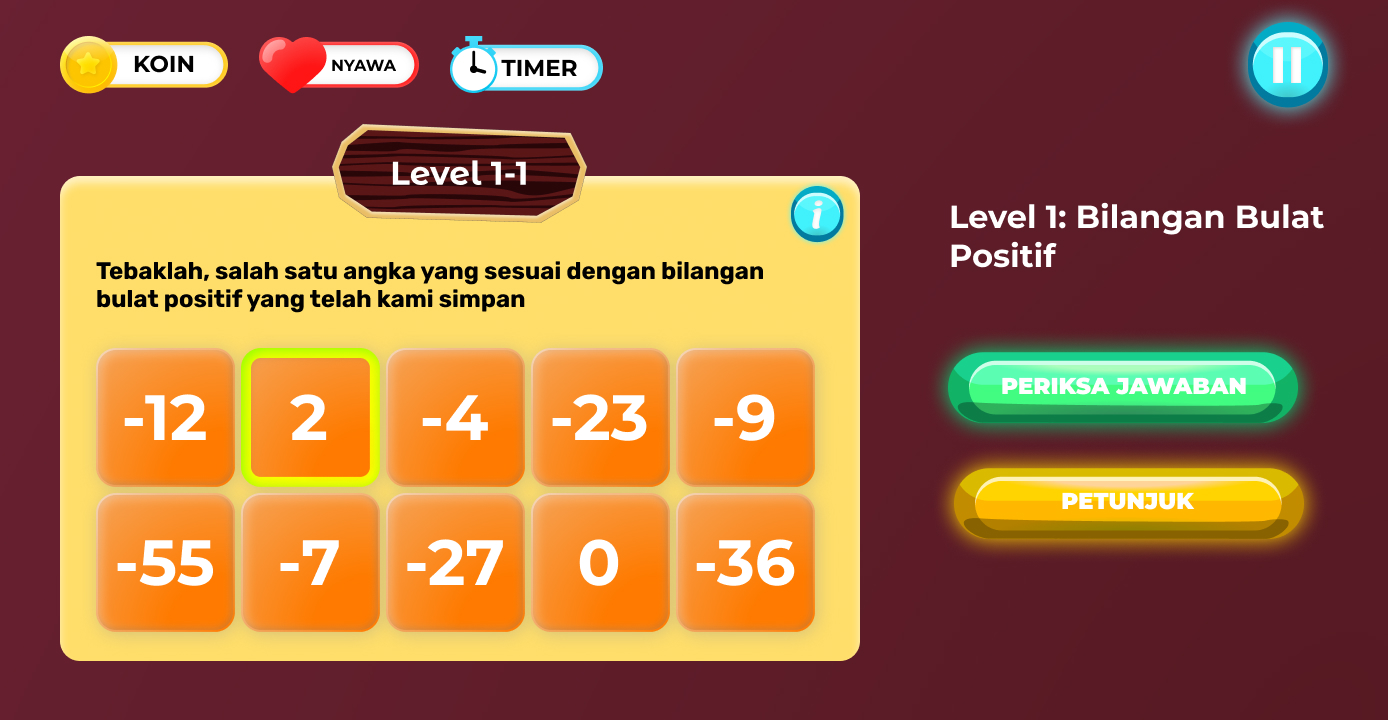 KOIN
NYAWA
TIMER
Level 1-1
i
Level 1: Bilangan Bulat
Positif
Tebaklah, salah satu angka yang sesuai dengan bilangan
bulat positif yang telah kami simpan
-12 2 -4 -23 -9
-55 -7 -27 0 -36
PERIKSA JAWABAN
PETUNJUK